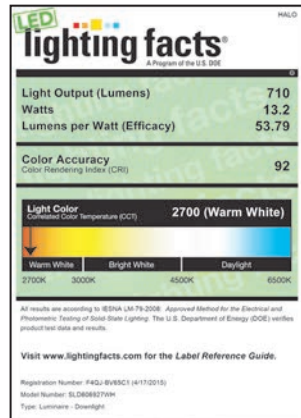 HALO
LED
lighting facts®
A Program of the U.S. DOE
Light Output (Lumens) 710
Watts 13.2
Lumens per Watt (Efficacy) 53.79
Color Accuracy
Color Rendering Index (CRI) 92
Light Color
Correlated Color Temperature (CCT) 2700 (Warm White)
Warm White Bright White Daylight
2700K 3000K 4500K 6500K
All results are according to IESNA LM-79-2008: Approved Method for the Electrical and
Photometric Testing of Solid-State Lighting. The U.S. Department of Energy (DOE) verifies
product test data and results.
Visit www.lightingfacts.com for the Label Reference Guide.
Registration Number: F4QJ-BV65C1 (4/17/2015)
Model Number: SLD606927WH
Type: Luminaire - Downlight